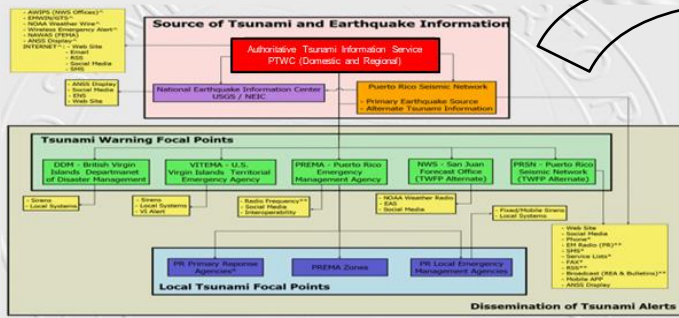 - AWIPS (NWS Offices)^
- EMWIN/GTS^
- NOAA Weather Wire^
- Wireless Emergency Alert^
- NAWAS (FEMA)
- ANSS Display^
INTERNET^: - Web Site
- Email
- RSS
- Social Media
- SMS
Source of Tsunami and Earthquake Information
Authoritative Tsunami Information Service
PTWC (Domestic and Regional)
- ANSS Display
- Social Media
- ENS
- Web Site
National Earthquake Information Center
USGS / NEIC
Puerto Rico Seismic Network
- Primary Earthquake Source
- Alternate Tsunami Information
Tsunami Warning Focal Points
DDM - British Virgin
Islands Departmanet
of Disaster Management
VITEMA - U.S.
Virgin Islands Territorial
Emergency Agency
PREMA - Puerto Rico
Emergency
Management Agency
NWS - San Juan
Forecast Office
(TWFP Alternate)
PRSN - Puerto Rico
Seismic Network
(TWFP Alternate)
- Sirens
- Local Systems
- Sirens
- Local Systems
- VI Alert
- Radio Frequency**
- Social Media
- Interoperability
- NOAA Weather Radio
- EAS
- Social Media
- Fixed/Mobile Sirens
- Local Systems
- Web Site
- Social Media
- Phone*
- EM Radio (PR)**
- SMS*
- Service Lists*
- FAX*
- RSS**
- Broadcast (REA & Bulletins)**
- Mobile APP
- ANSS Display
PR Primary Reponse
Agencies*
PREMA Zones
PR Local Emergency
Management Agencies
Local Tsunami Focal Points
Dissemination of Tsunami Alerts